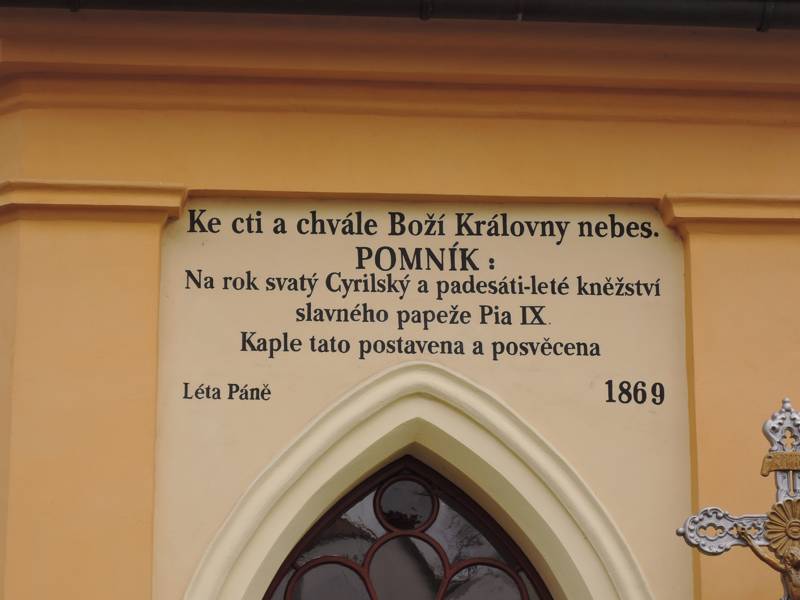 Ke cti a chvále Boží Královny nebes.
POMNÍK :
Na rok svatý Cyrilský a padesáti-leté kněžství
slavného papeže Pia IX.
Kaple tato postavena a posvěcena
Léta Páně 1869